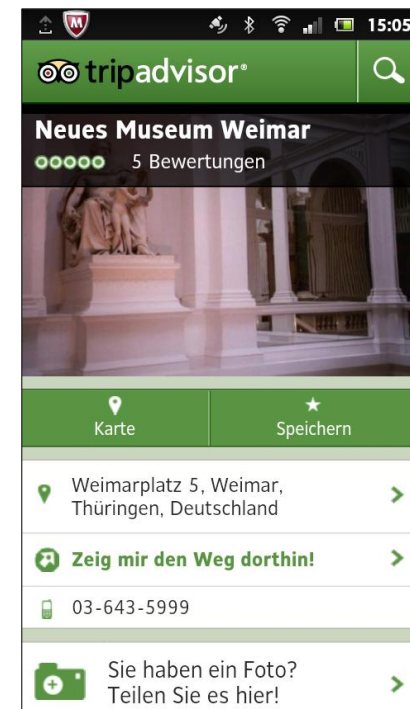 15:05
tripadvisor®
Neues Museum Weimar
5 Bewertungen
Karte
Speichern
Weimarplatz 5, Weimar,
Thüringen, Deutschland
Zeig mir den Weg dorthin!
03-643-5999
Sie haben ein Foto?
Teilen Sie es hier!